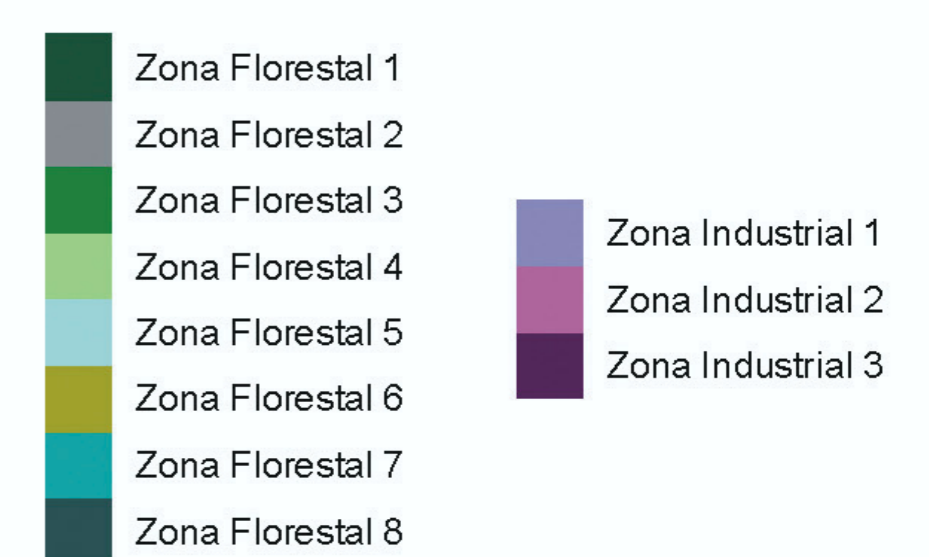 Zona Florestal 1
Zona Florestal 2
Zona Florestal 3
Zona Florestal 4
Zona Florestal 5
Zona Florestal 6
Zona Florestal 7
Zona Florestal 8
Zona Industrial 1
Zona Industrial 2
Zona Industrial 3